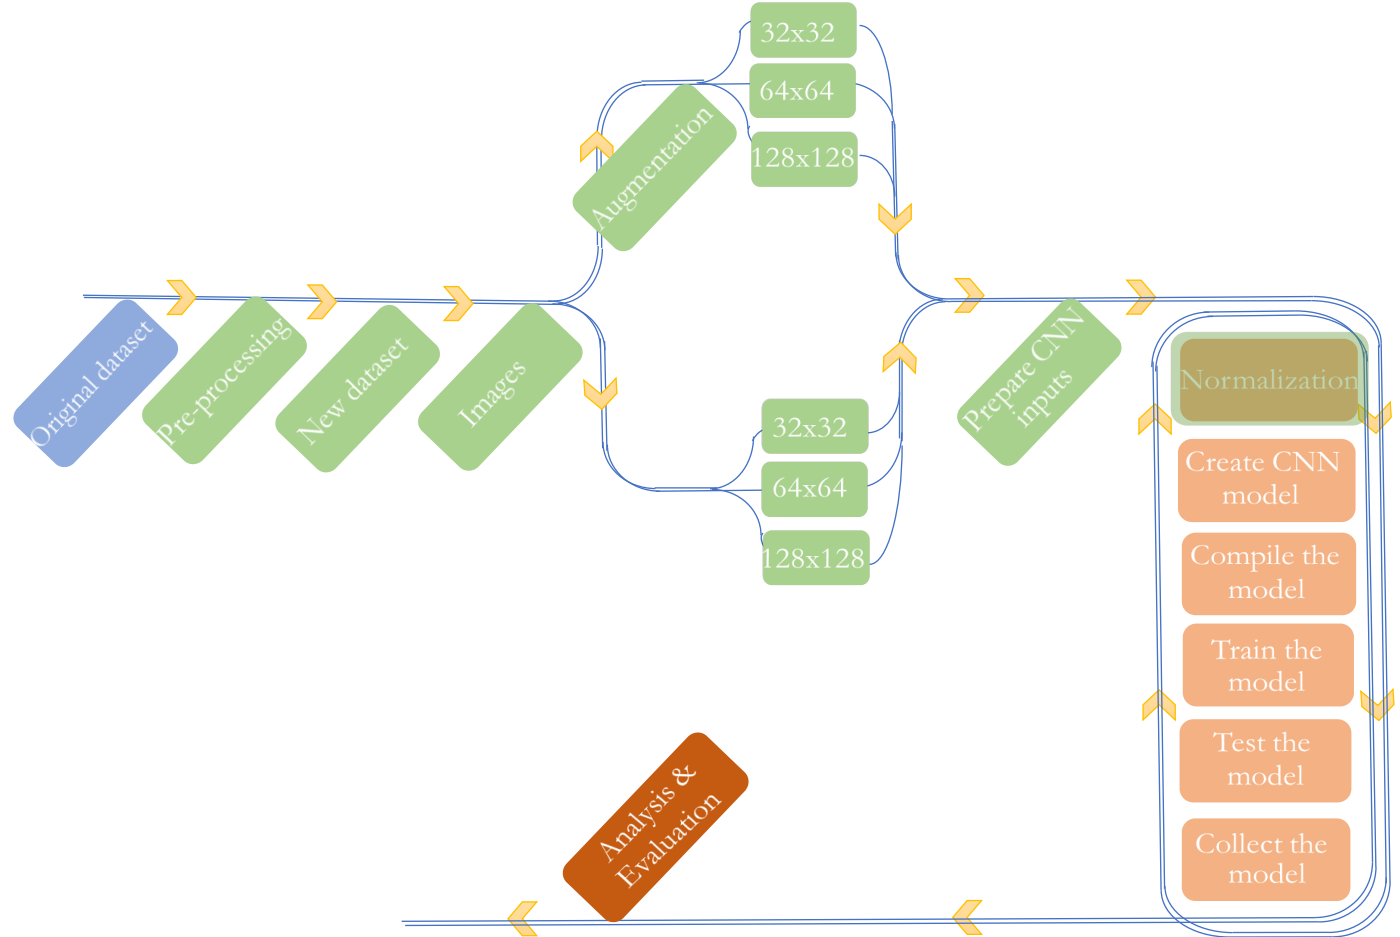 Original dataset
Pre-processing
New dataset
Images
Augmentation
32x32
64x64
128x128
32x32
64x64
128x128
Prepare CNN
inputs
Normalization
Create CNN
model
Compile the
model
Train the
model
Test the
model
Collect the
model
Analysis &
Evaluation